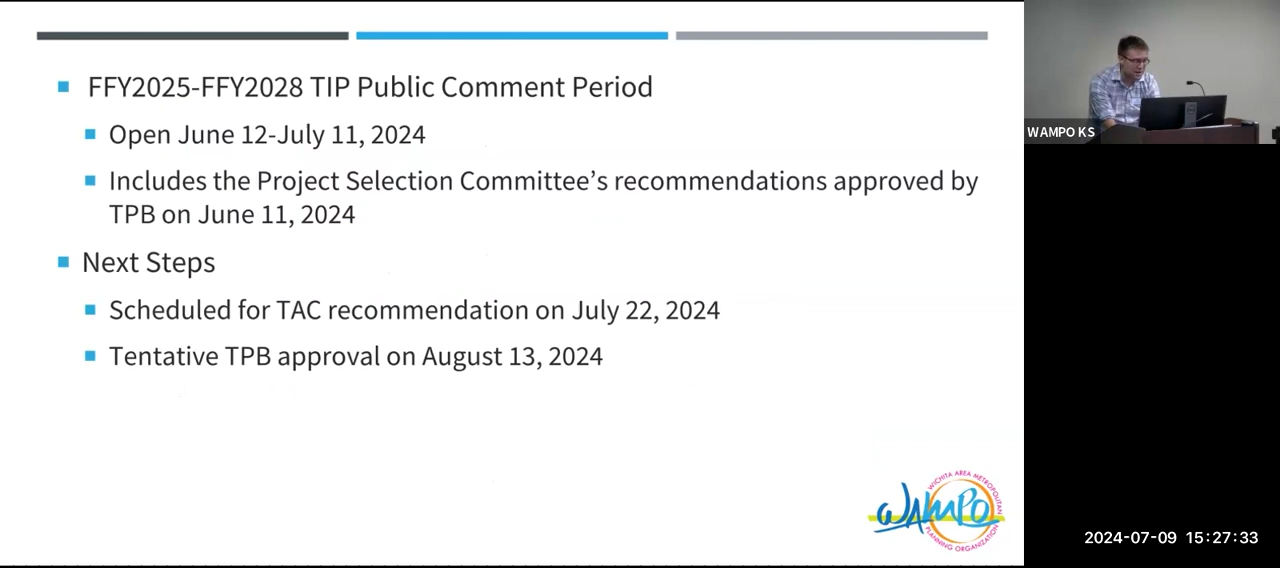 FFY2025-FFY2028 TIP Public Comment Period
Open June 12-July 11, 2024
Includes the Project Selection Committee's recommendations approved by
TPB on June 11, 2024
Next Steps
Scheduled for TAC recommendation on July 22, 2024
Tentative TPB approval on August 13, 2024
WICHITA AREA METROPOLITAN
WAMPO
PLANNING ORGANIZATION
WAMPO KS
2024-07-09 15:27:33